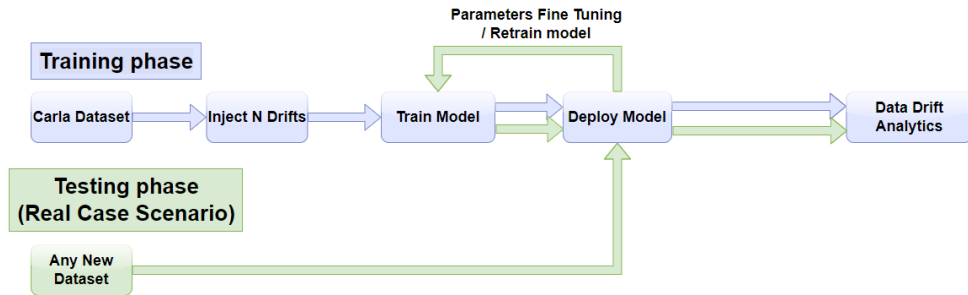 Parameters Fine Tuning
/ Retrain model
Training phase
Carla Dataset
Inject N Drifts
Train Model
Deploy Model
Data Drift
Analytics
Testing phase
(Real Case Scenario)
Any New
Dataset